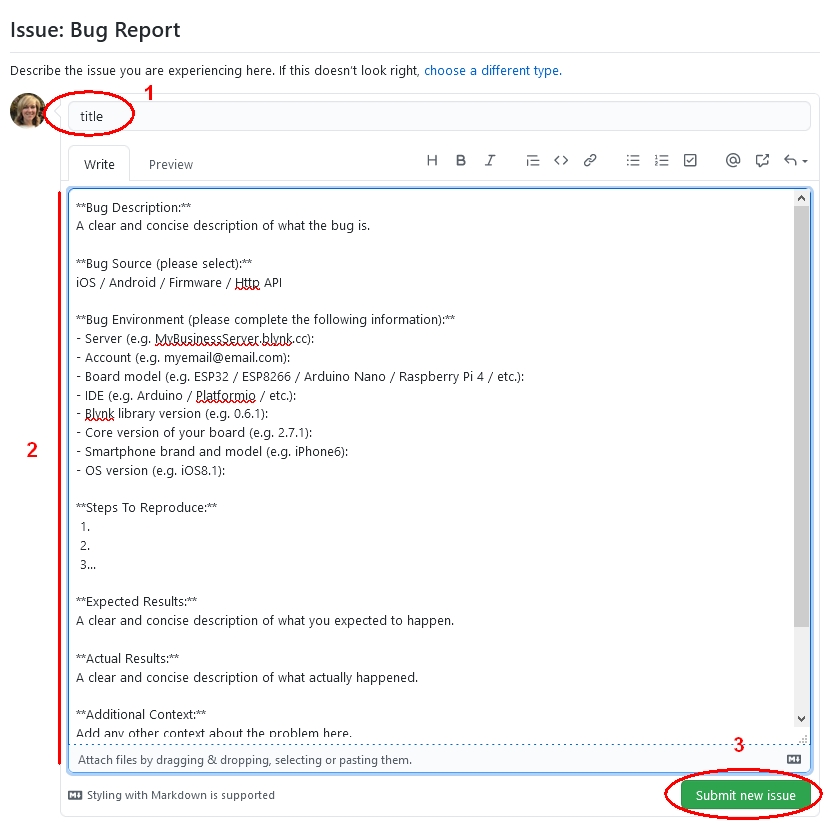 Issue: Bug Report
Describe the issue you are experiencing here. If this doesn't look right, choose a different type.
1
title
Write Preview
**Bug Description:**
A clear and concise description of what the bug is.
**Bug Source (please select):**
iOS / Android / Firmware / Http API
**Bug Environment (please complete the following information):**
- Server (e.g. MyBusinessServer.blynk.cc):
- Account (e.g. myemail@email.com):
- Board model (e.g. ESP32 / ESP8266 / Arduino Nano / Raspberry Pi 4 / etc.):
- IDE (e.g. Arduino / Platformio / etc.):
- Blynk library version (e.g. 0.6.1):
- Core version of your board (e.g. 2.7.1):
2
- Smartphone brand and model (e.g. iPhone6):
- OS version (e.g. iOS8.1):
**Steps To Reproduce:**
1.
2.
3...
**Expected Results:**
A clear and concise description of what you expected to happen.
**Actual Results:**
A clear and concise description of what actually happened.
**Additional Context:**
Add any other context about the problem here.
3
Attach files by dragging & dropping, selecting or pasting them.
Styling with Markdown is supported
Submit new issue